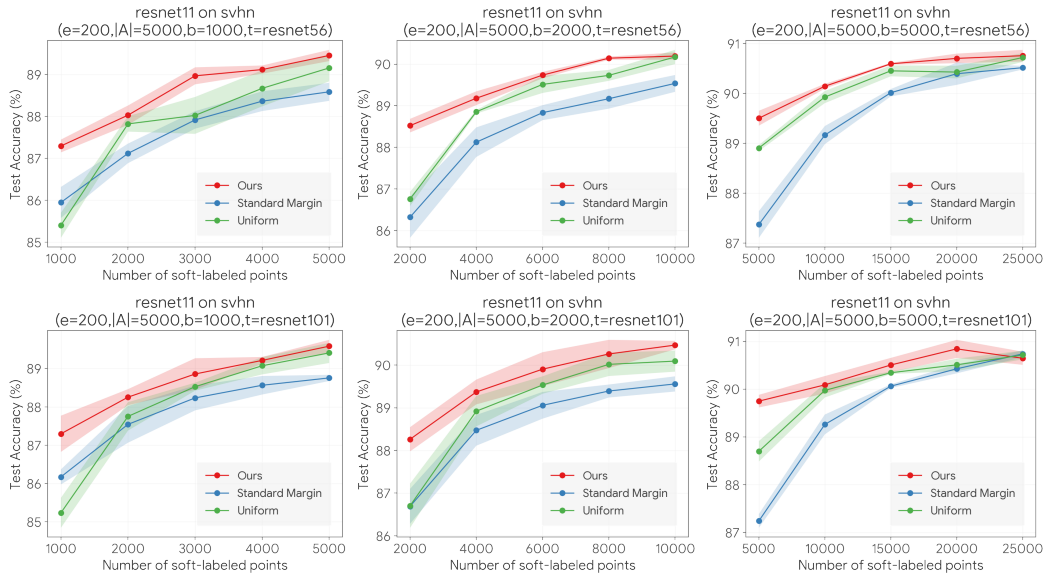 resnet11 on svhn
(e=200,|A|=5000,b=1000,t=resnet56)
Test Accuracy (%)
89
88
87
86
85
Ours
Standard Margin
Uniform
1000 2000 3000 4000 5000
Number of soft-labeled points
resnet11 on svhn
(e=200,|A|=5000,b=2000,t=resnet56)
Test Accuracy (%)
90
89
88
87
86
Ours
Standard Margin
Uniform
2000 4000 6000 8000 10000
Number of soft-labeled points
resnet11 on svhn
(e=200,|A|=5000,b=5000,t=resnet56)
Test Accuracy (%)
91
90
89
88
87
Ours
Standard Margin
Uniform
5000 10000 15000 20000 25000
Number of soft-labeled points
resnet11 on svhn
(e=200,|A|=5000,b=1000,t=resnet101)
Test Accuracy (%)
89
88
87
86
85
Ours
Standard Margin
Uniform
1000 2000 3000 4000 5000
Number of soft-labeled points
resnet11 on svhn
(e=200,|A|=5000,b=2000,t=resnet101)
Test Accuracy (%)
90
89
88
87
86
Ours
Standard Margin
Uniform
2000 4000 6000 8000 10000
Number of soft-labeled points
resnet11 on svhn
(e=200,|A|=5000,b=5000,t=resnet101)
Test Accuracy (%)
91
90
89
88
87
Ours
Standard Margin
Uniform
5000 10000 15000 20000 25000
Number of soft-labeled points